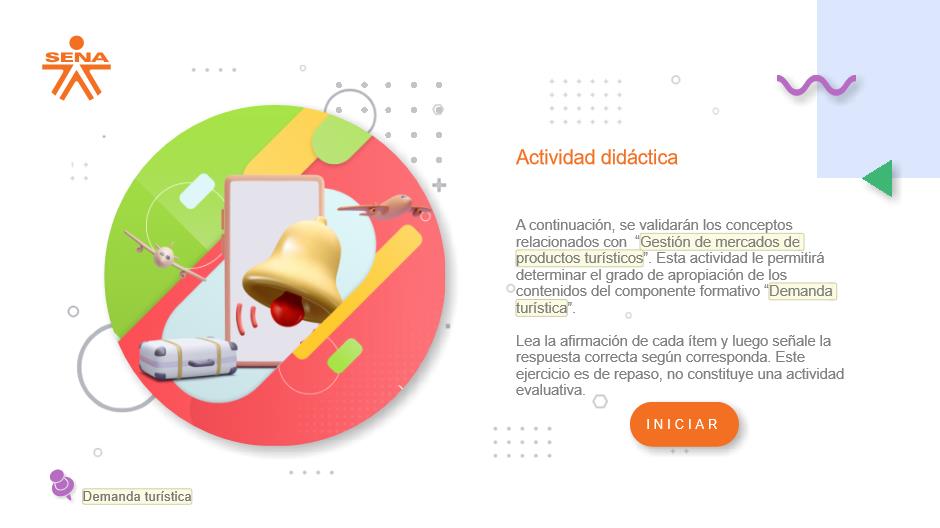 SENA
Actividad didáctica
A continuación, se validarán los conceptos
relacionados con “Gestión de mercados de
productos turísticos”. Esta actividad le permitirá
determinar el grado de apropiación de los
contenidos del componente formativo “Demanda
turística”.
Lea la afirmación de cada ítem y luego señale la
respuesta correcta según corresponda. Este
ejercicio es de repaso, no constituye una actividad
evaluativa.
INICIAR
Demanda turística